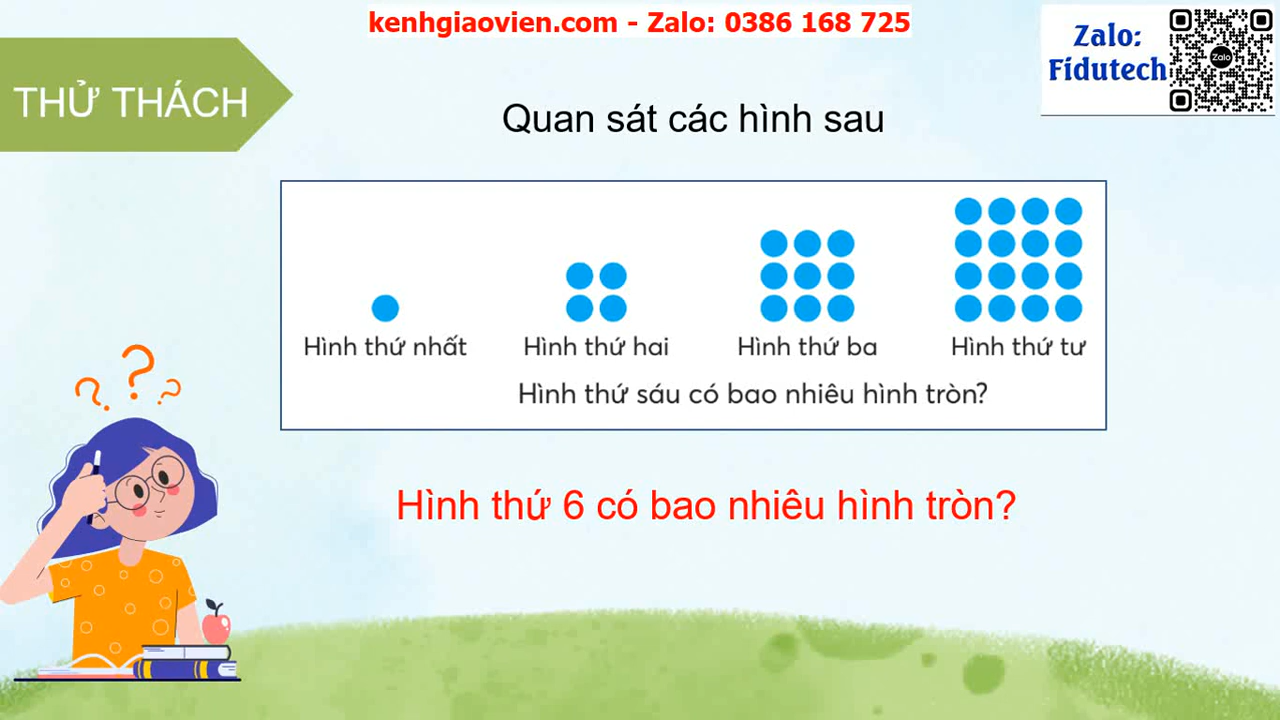 kenhgiaovien.com - Zalo: 0386 168 725
Zalo:
Fidutech
Zalo
THỬ THÁCH
Quan sát các hình sau
Hình thứ nhất
Hình thứ hai
Hình thứ ba
Hình thứ tư
Hình thứ sáu có bao nhiêu hình tròn?
Hình thứ 6 có bao nhiêu hình tròn?